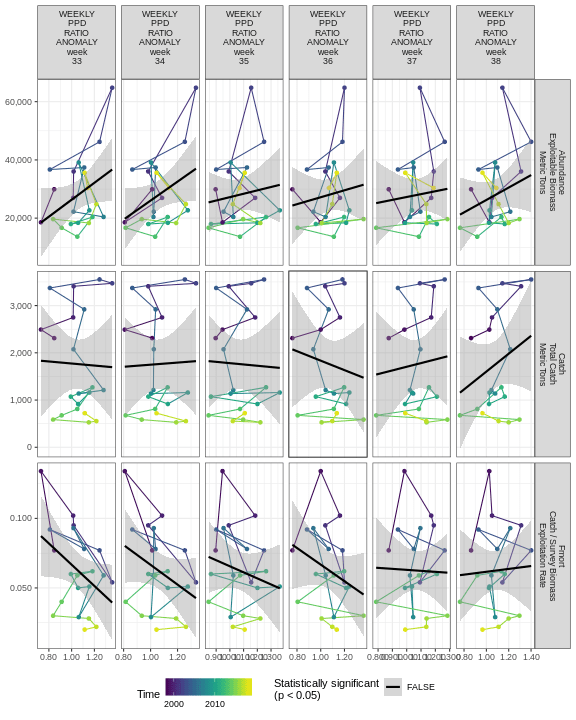 WEEKLY
PPD
RATIO
ANOMALY
week
33
WEEKLY
PPD
RATIO
ANOMALY
week
34
WEEKLY
PPD
RATIO
ANOMALY
week
35
WEEKLY
PPD
RATIO
ANOMALY
week
36
WEEKLY
PPD
RATIO
ANOMALY
week
37
WEEKLY
PPD
RATIO
ANOMALY
week
38
60,000
40,000
20,000
Abundance
Exploitable Biomass
Metric Tons
3,000
2,000
1,000
0
Catch
Total Catch
Metric Tons
0.100
0.050
Fmort
Catch / Survey Biomass
Exploitation Rate
0.80 1.00 1.20
0.80 1.00 1.20
0.80 1.00 1.20
0.80 1.00 1.20 1.40
Time
2000 2010
Statistically significant
(p < 0.05)
FALSE